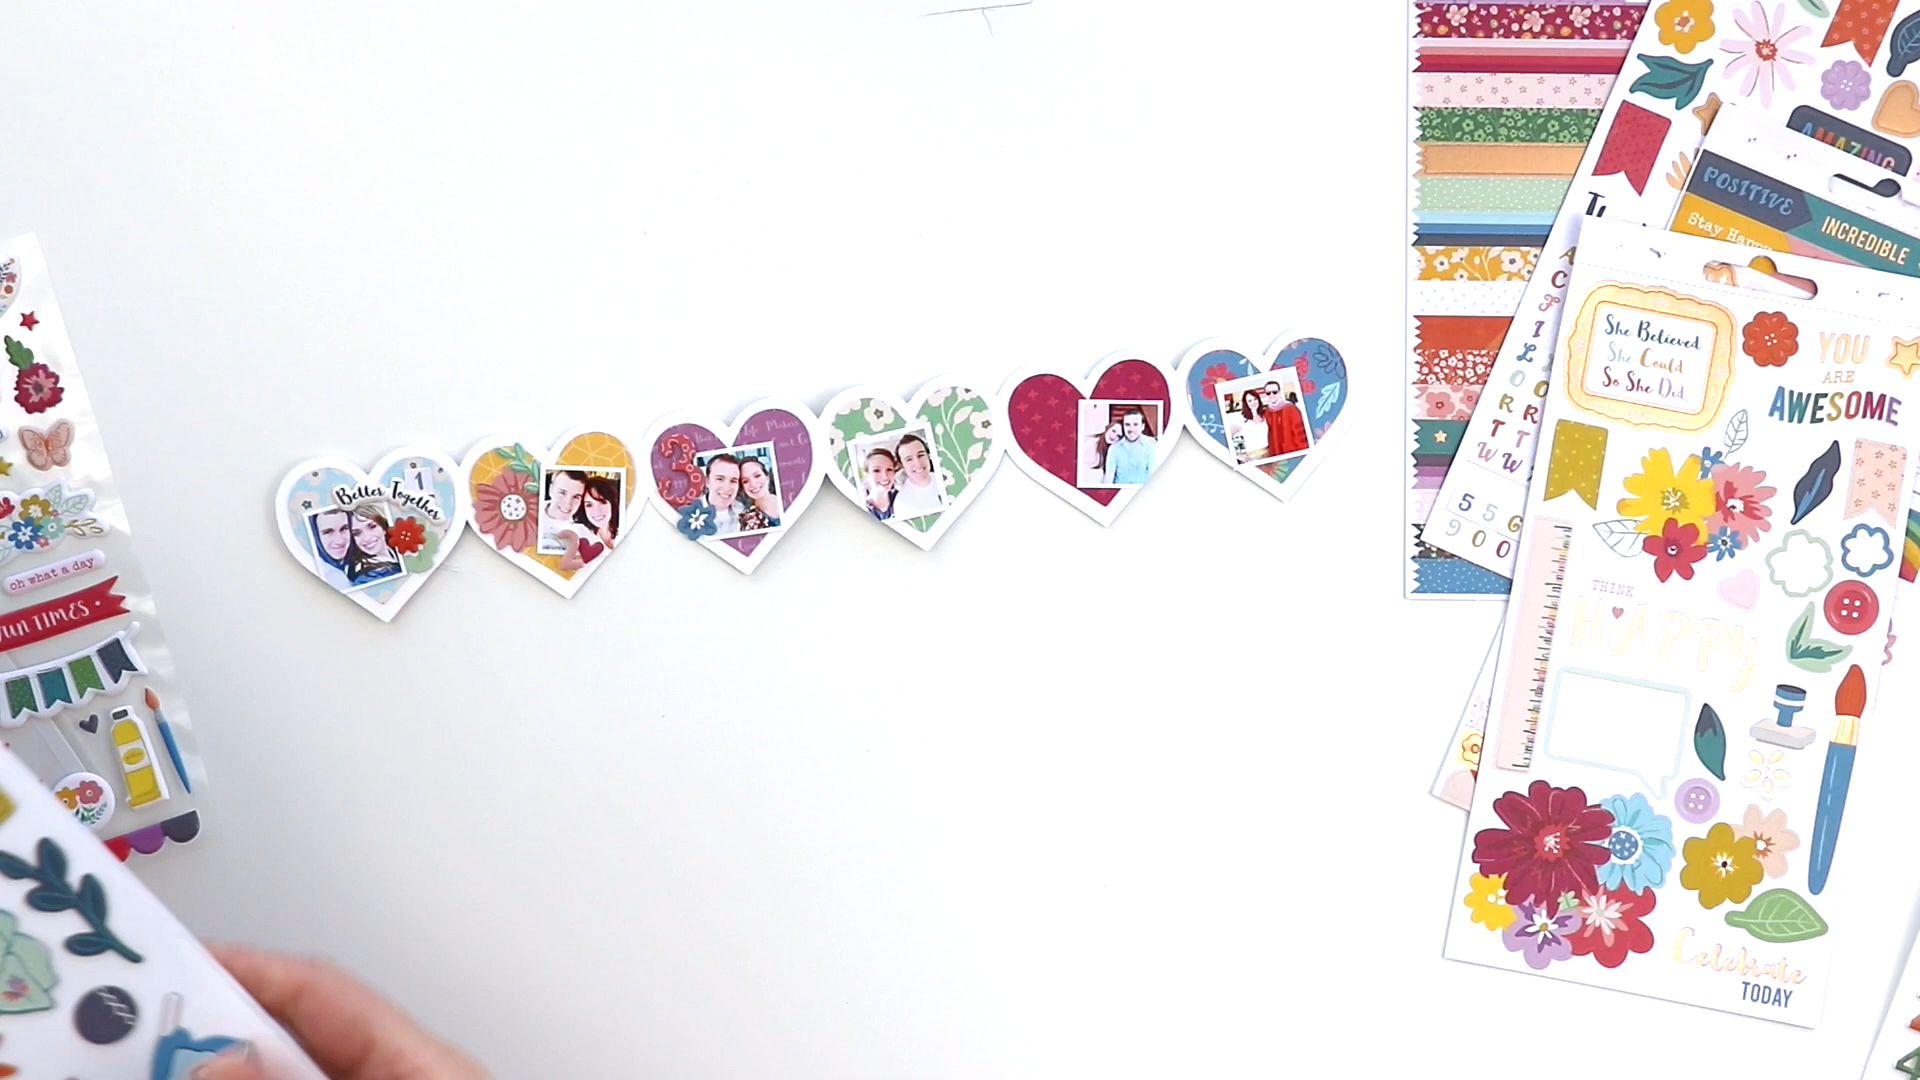 oh what a day
FUN TIMES
Better Together
1
2
3
AMAZING
POSITIVE
INCREDIBLE
Stay Happy
She Believed
She Could
So She Did
YOU
ARE
AWESOME
THINK
HAPPY
Celebrate
TODAY